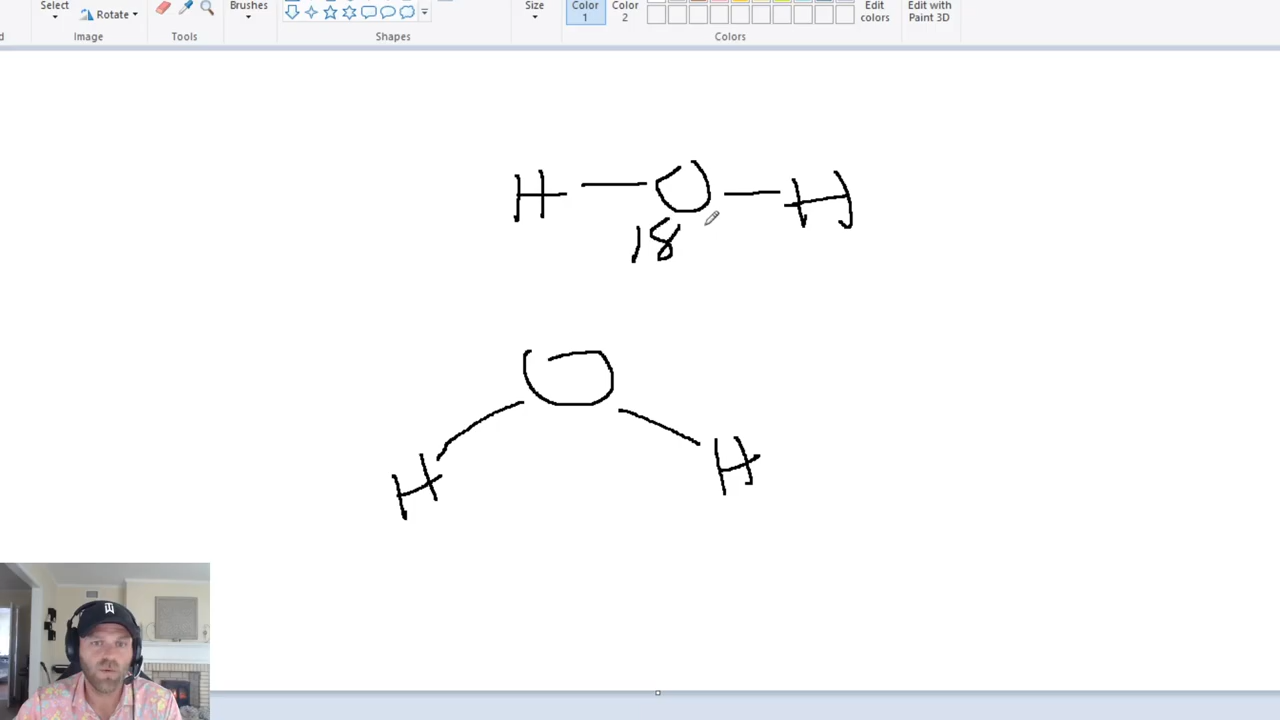 Select
Rotate
Image
Tools
Brushes
Shapes
Size
Color
1
Color
2
Colors
Edit
colors
Edit with
Paint 3D
H — O — H
18
O
H H